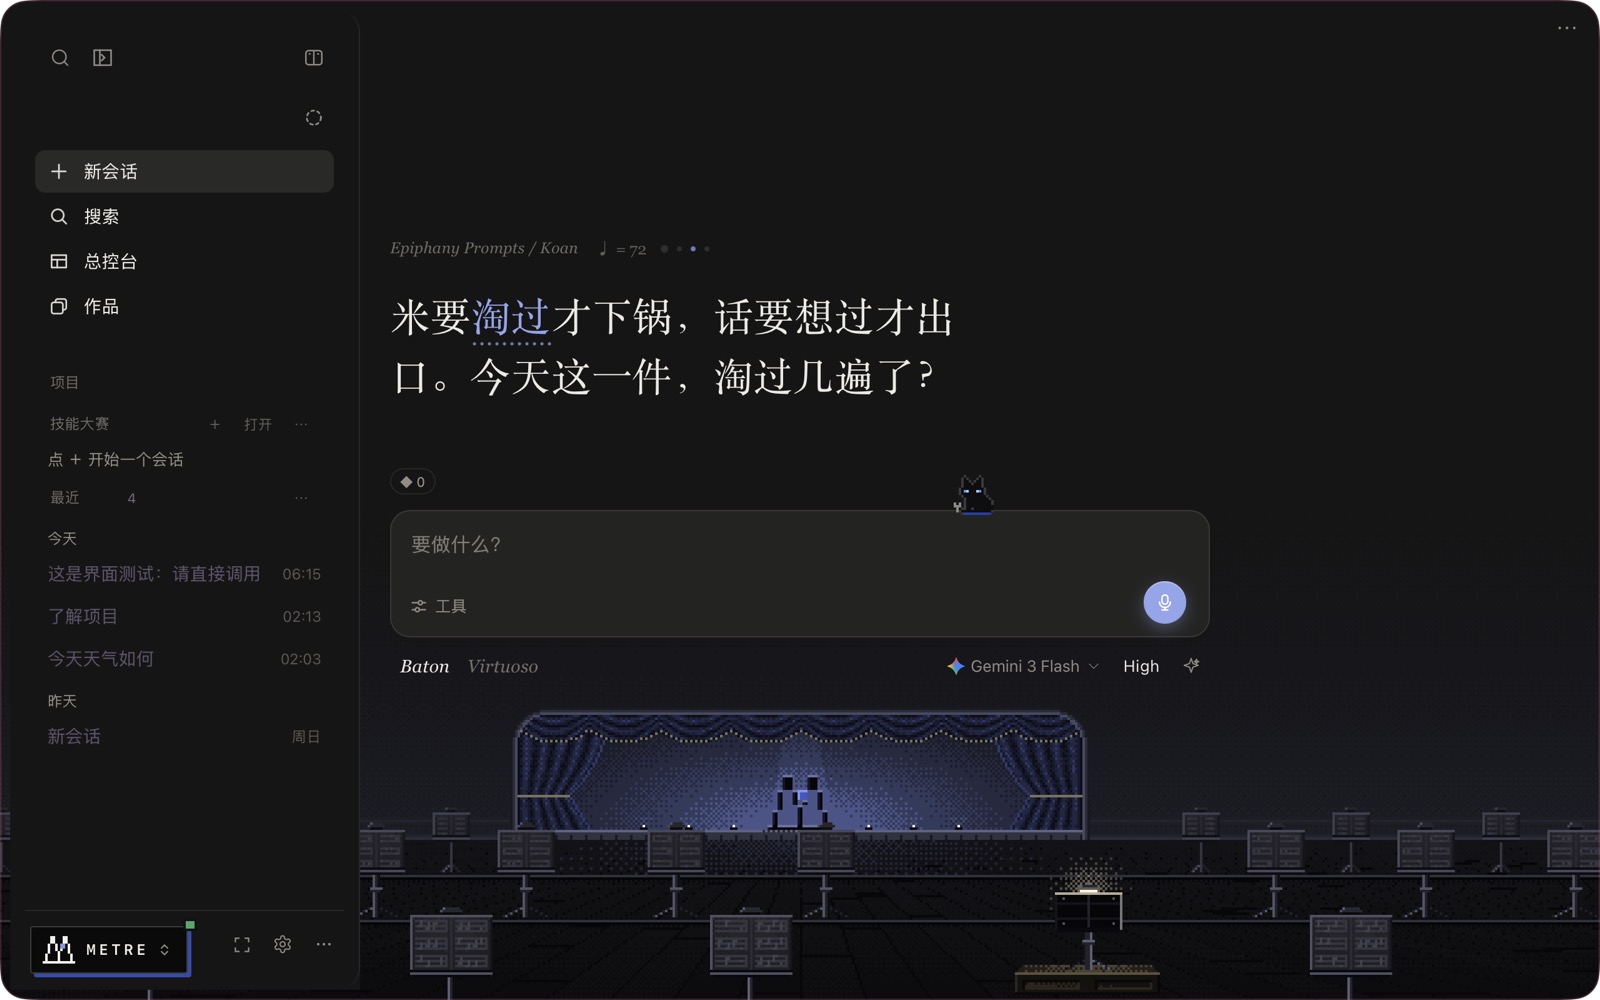 新会话
搜索
总控台
作品
项目
技能大赛 + 打开 ...
点 + 开始一个会话
最近 4 ...
今天
这是界面测试：请直接调用 06:15
了解项目 02:13
今天天气如何 02:03
昨天
新会话 周日
METRE
Epiphany Prompts / Koan ♩ = 72
米要淘过才下锅，话要想过才出
口。今天这一件，淘过几遍了？
0
要做什么？
工具
Baton Virtuoso Gemini 3 Flash High